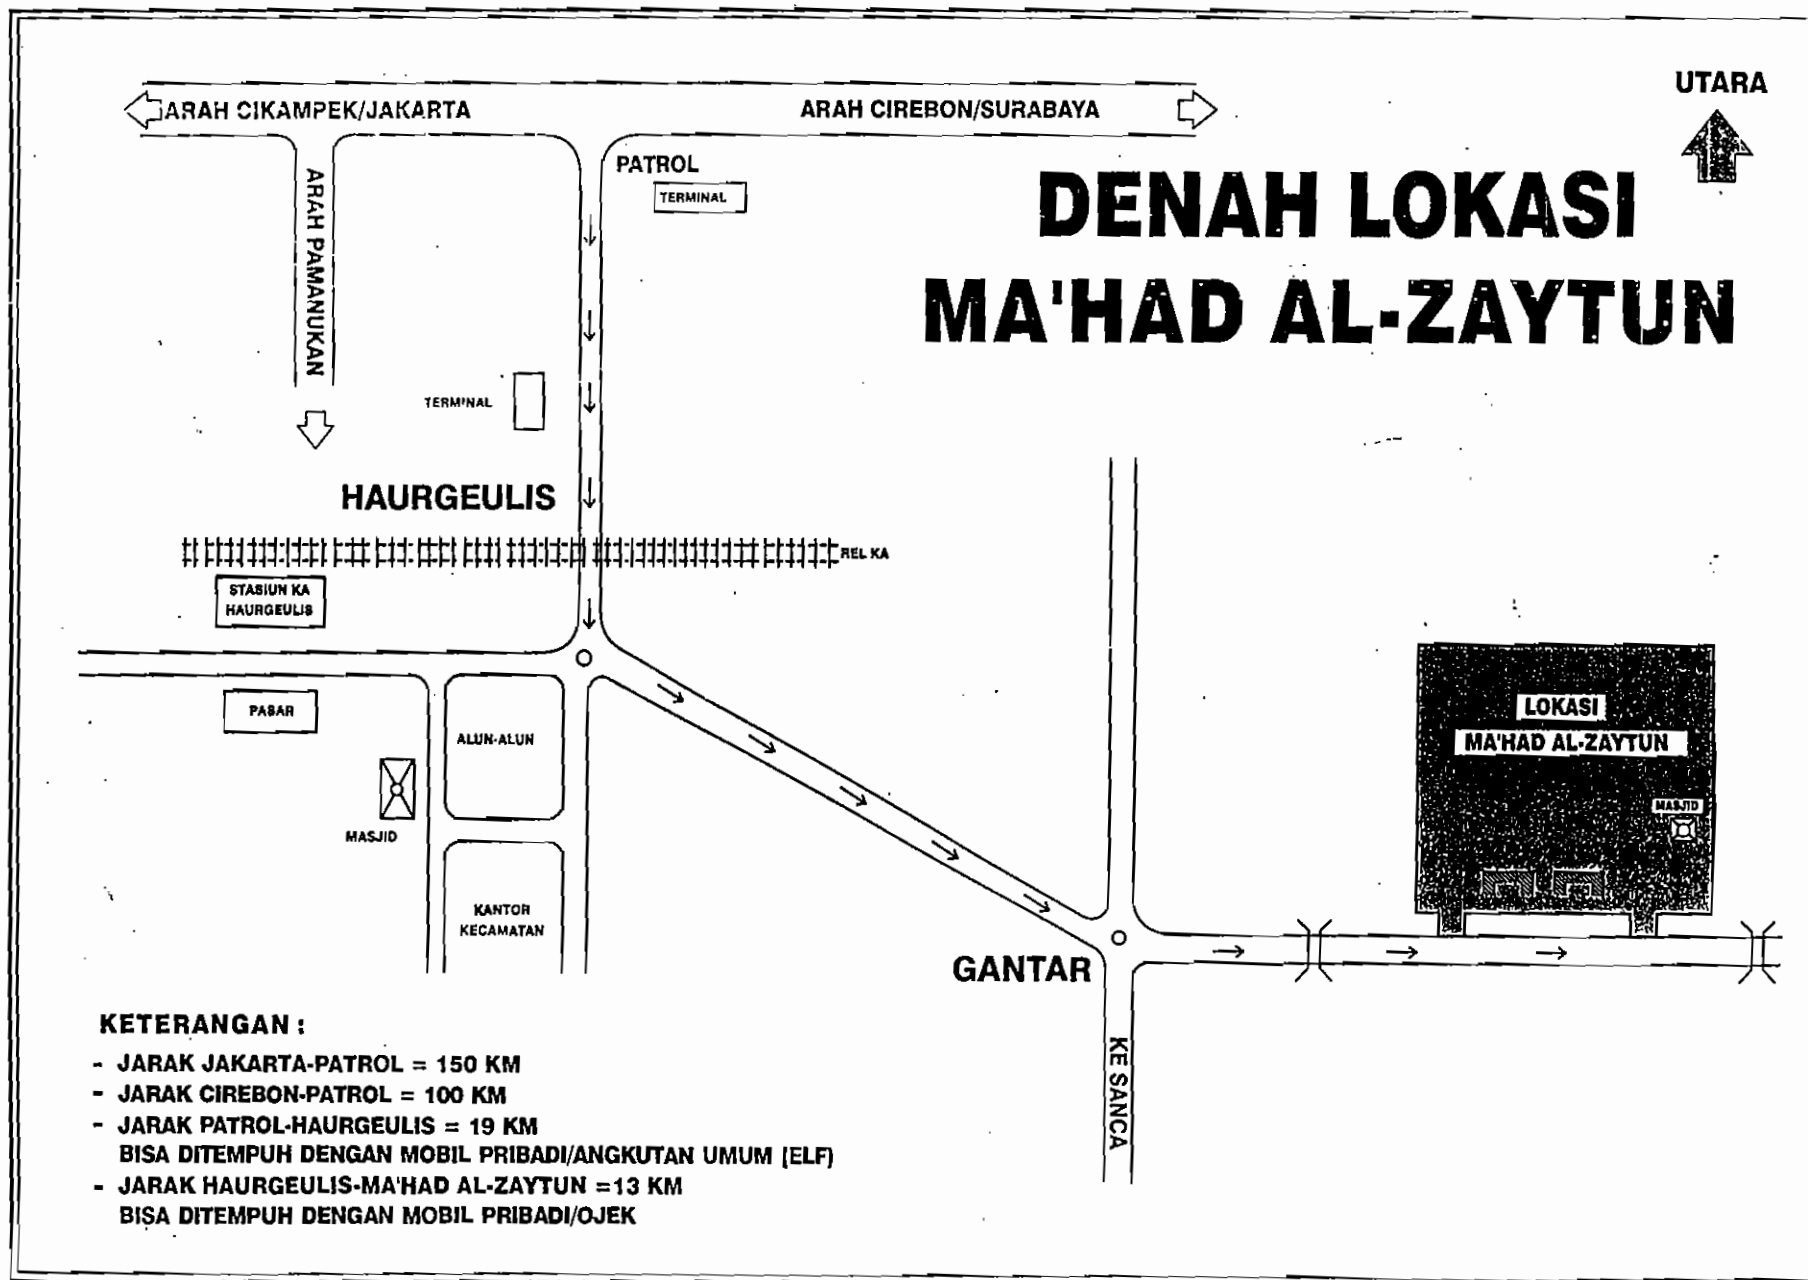 UTARA
ARAH CIKAMPEK/JAKARTA
ARAH CIREBON/SURABAYA
DENAH LOKASI
MA'HAD AL-ZAYTUN
PATROL
TERMINAL
ARAH PAMANUKAN
TERMINAL
HAURGEULIS
REL KA
STASIUN KA
HAURGEULIS
PASAR
ALUN-ALUN
MASJID
KANTOR
KECAMATAN
LOKASI
MA'HAD AL-ZAYTUN
MASJID
GANTAR
KE SANCA
KETERANGAN :
- JARAK JAKARTA-PATROL = 150 KM
- JARAK CIREBON-PATROL = 100 KM
- JARAK PATROL-HAURGEULIS = 19 KM
BISA DITEMPUH DENGAN MOBIL PRIBADI/ANGKUTAN UMUM (ELF)
- JARAK HAURGEULIS-MA'HAD AL-ZAYTUN =13 KM
BISA DITEMPUH DENGAN MOBIL PRIBADI/OJEK